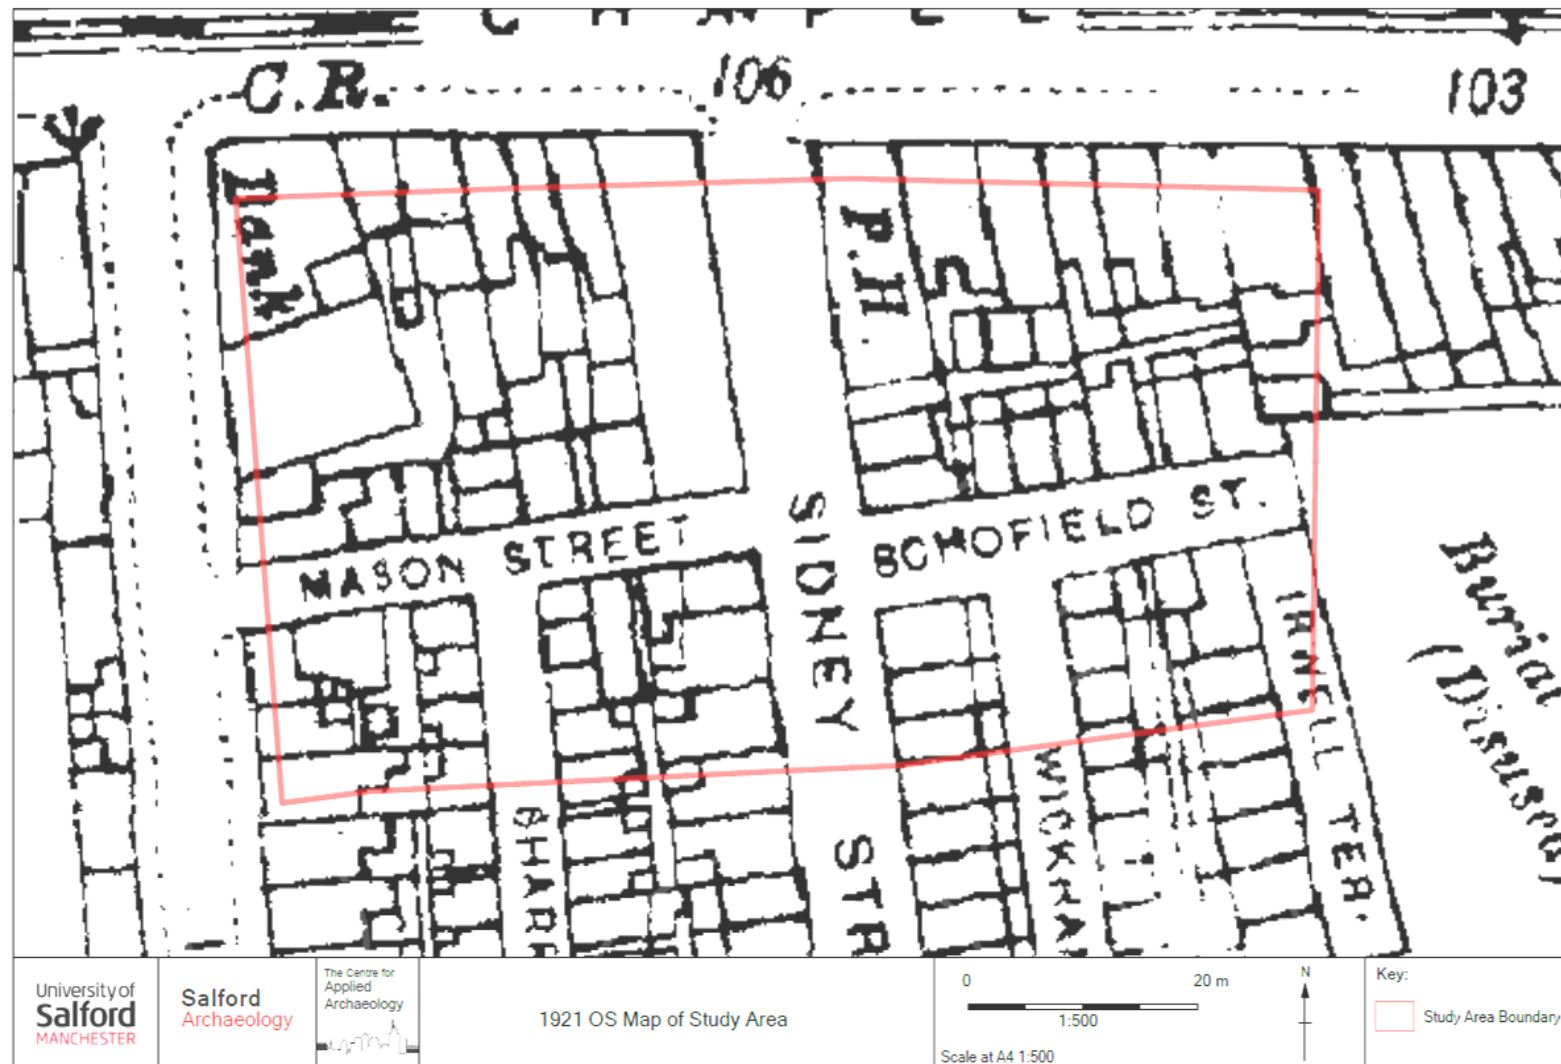 C.R.
106
103
Bank
P.H.
MASON STREET
SIDNEY
STR
SCHOFIELD ST.
TER.
Burial
(Disused)
University of
Salford
MANCHESTER
Salford
Archaeology
The Centre for
Applied
Archaeology
1921 OS Map of Study Area
0 20 m
1:500
Scale at A4 1:500
N
Key:
Study Area Boundary